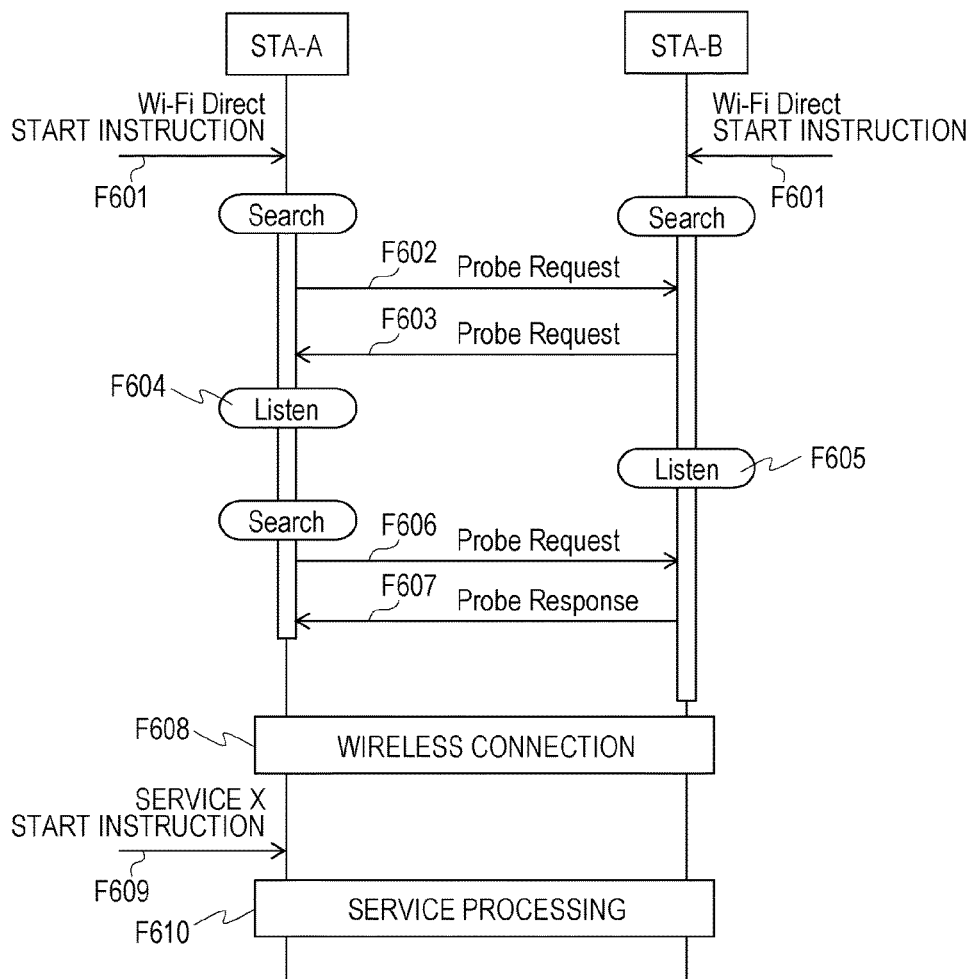 STA-A
STA-B
Wi-Fi Direct
START INSTRUCTION
F601
Wi-Fi Direct
START INSTRUCTION
F601
Search
Search
F602
Probe Request
F603
Probe Request
F604
Listen
Listen
F605
Search
F606
Probe Request
F607
Probe Response
F608
WIRELESS CONNECTION
SERVICE X
START INSTRUCTION
F609
F610
SERVICE PROCESSING